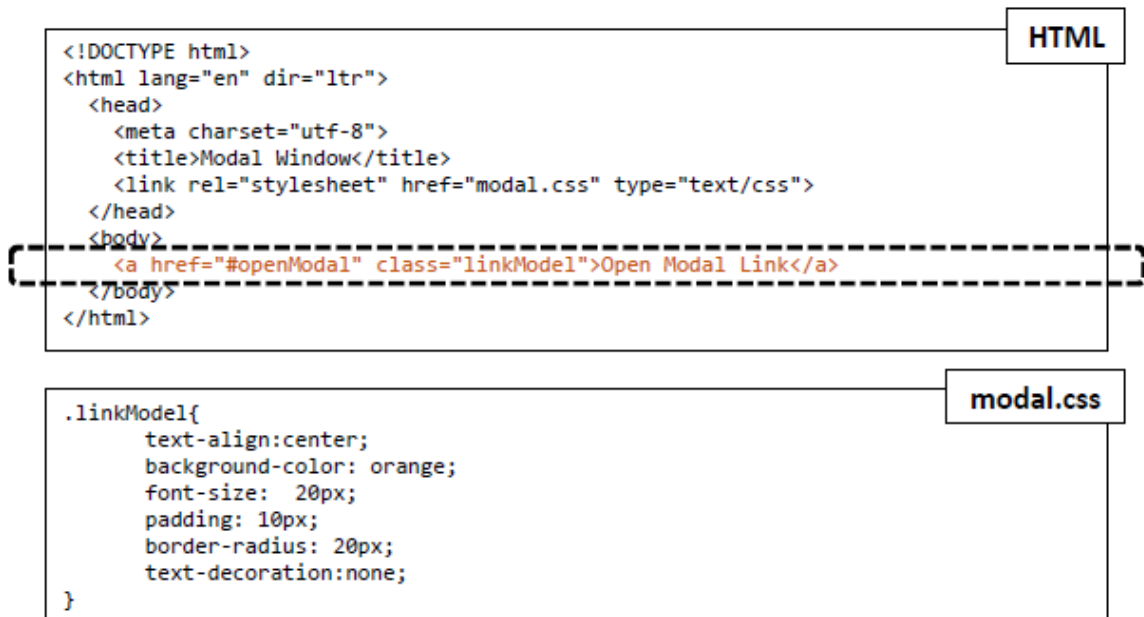 HTML
<!DOCTYPE html>
<html lang="en" dir="ltr">
  <head>
    <meta charset="utf-8">
    <title>Modal Window</title>
    <link rel="stylesheet" href="modal.css" type="text/css">
  </head>
  <body>
    <a href="#openModal" class="linkModel">Open Modal Link</a>
  </body>
</html>
modal.css
.linkModel{
      text-align:center;
      background-color: orange;
      font-size:  20px;
      padding: 10px;
      border-radius: 20px;
      text-decoration:none;
}